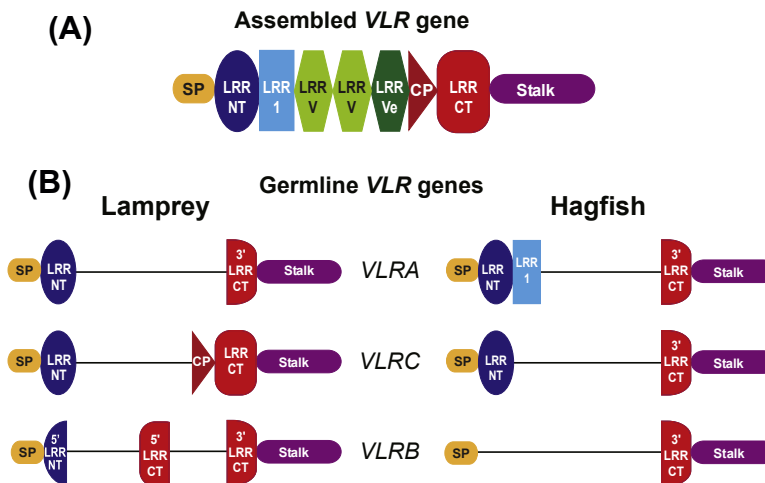 (A)
Assembled VLR gene
SP
LRR
NT
LRR
1
LRR
V
LRR
V
LRR
Ve
CP
LRR
CT
Stalk
(B)
Germline VLR genes
Lamprey
Hagfish
SP
LRR
NT
3'
LRR
CT
Stalk
VLRA
SP
LRR
NT
LRR
1
3'
LRR
CT
Stalk
SP
LRR
NT
CP
LRR
CT
Stalk
VLRC
SP
LRR
NT
3'
LRR
CT
Stalk
SP
5'
LRR
NT
5'
LRR
CT
3'
LRR
CT
Stalk
VLRB
SP
3'
LRR
CT
Stalk